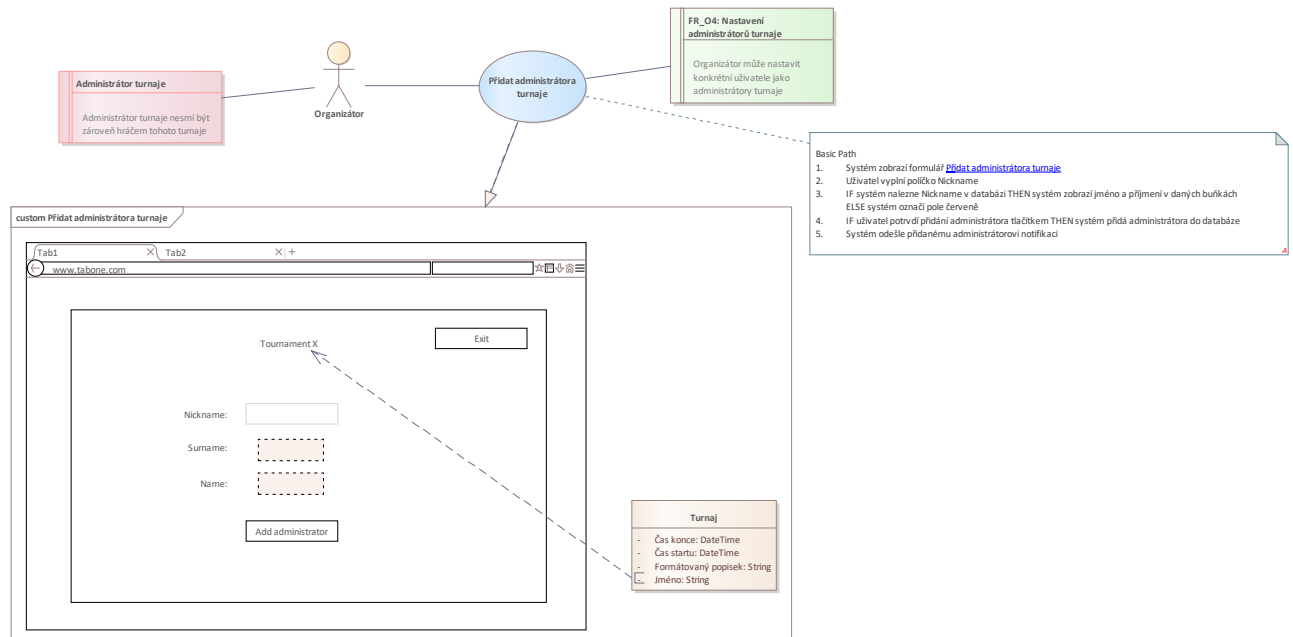 FR_O4: Nastavení
administrátorů turnaje
Organizátor může nastavit
konkrétní uživatele jako
administrátory turnaje
Administrátor turnaje
Administrátor turnaje nesmí být
zároveň hráčem tohoto turnaje
Organizátor
Přidat administrátora
turnaje
Basic Path
1. Systém zobrazí formulář Přidat administrátora turnaje
2. Uživatel vyplní políčko Nickname
3. IF systém nalezne Nickname v databázi THEN systém zobrazí jméno a příjmení v daných buňkách
ELSE systém označí pole červeně
4. IF uživatel potvrdí přidání administrátora tlačítkem THEN systém přidá administrátora do databáze
5. Systém odešle přidanému administrátorovi notifikaci
A
custom Přidat administrátora turnaje
Tab1 Tab2
www.tabone.com
Exit
Tournament X
Nickname:
Surname:
Name:
Add administrator
Turnaj
- Čas konce: DateTime
- Čas startu: DateTime
- Formátovaný popisek: String
- Jméno: String